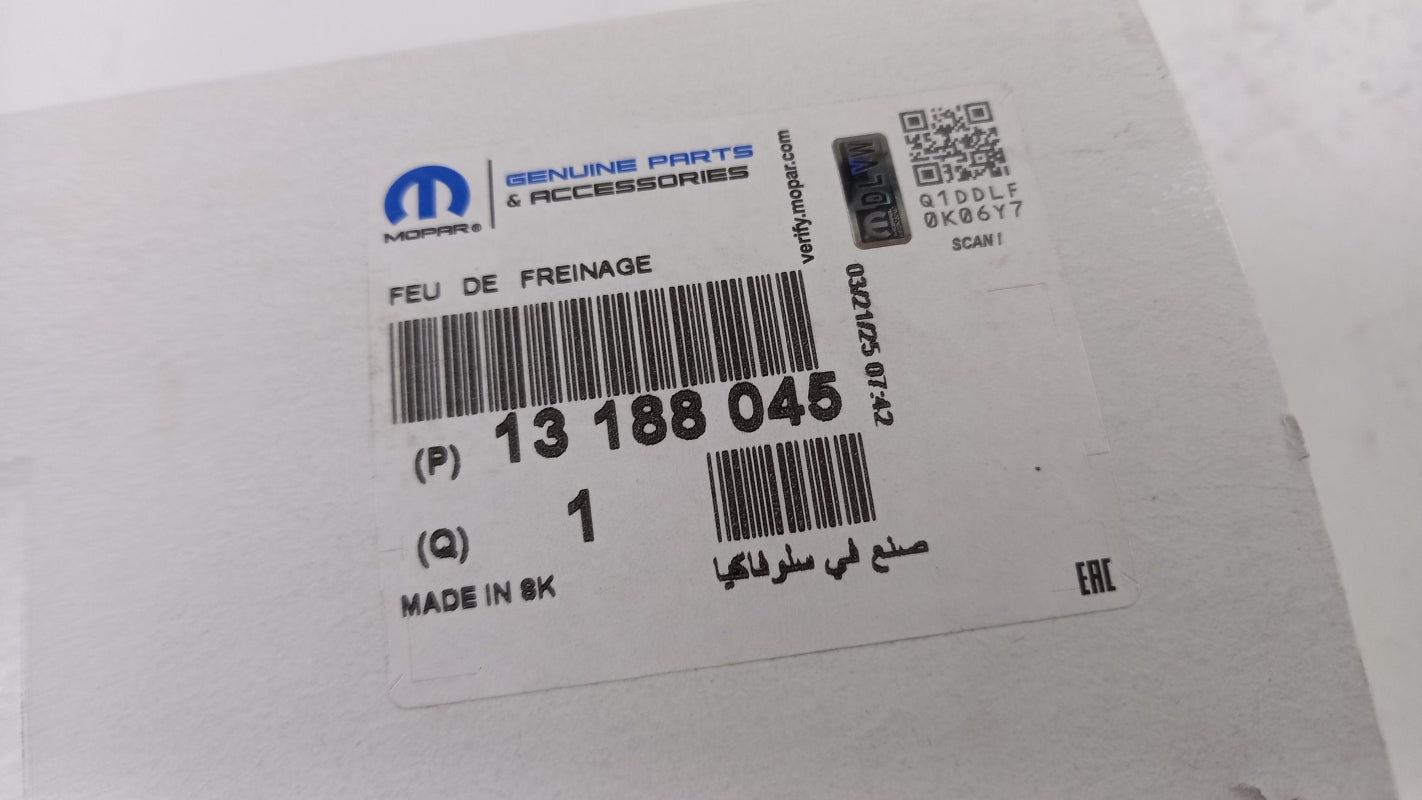 GENUINE PARTS
& ACCESSORIES
MOPAR®
verify.mopar.com
Q1DDLF
0K06Y7
SCAN!
03/21/25 07:42
FEU DE FREINAGE
(P) 13 188 045
(Q) 1
MADE IN SK
صنع في سلوفاكيا
EAC